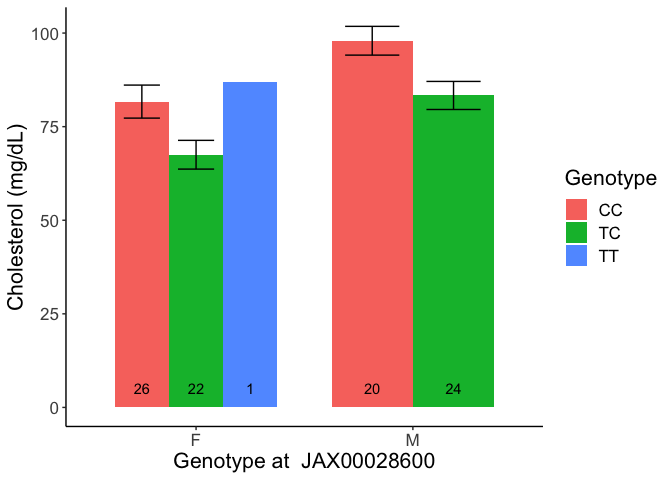 Cholesterol (mg/dL)
100
75
50
25
0
26
22
1
20
24
F
M
Genotype at  JAX00028600
Genotype
CC
TC
TT